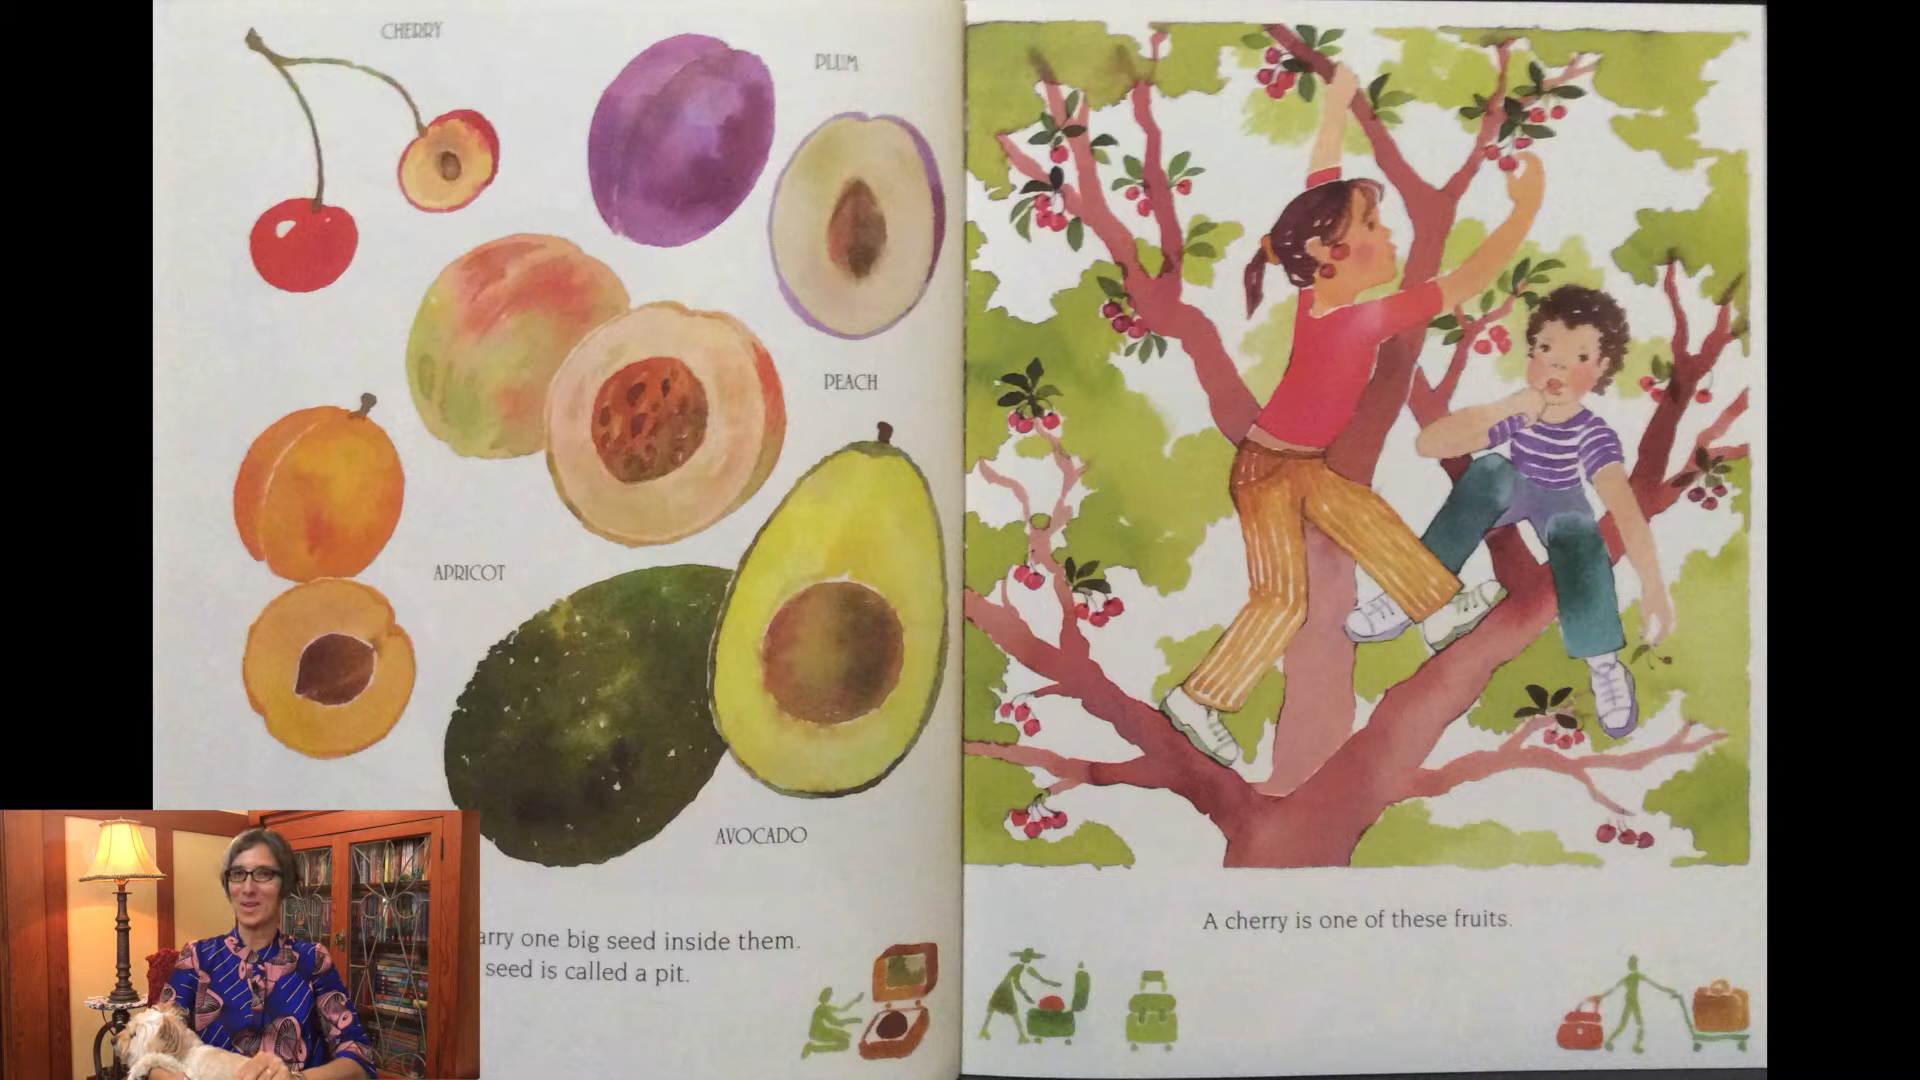 CHERRY
PLUM
PEACH
APRICOT
AVOCADO
one big seed inside them.
seed is called a pit.
A cherry is one of these fruits.